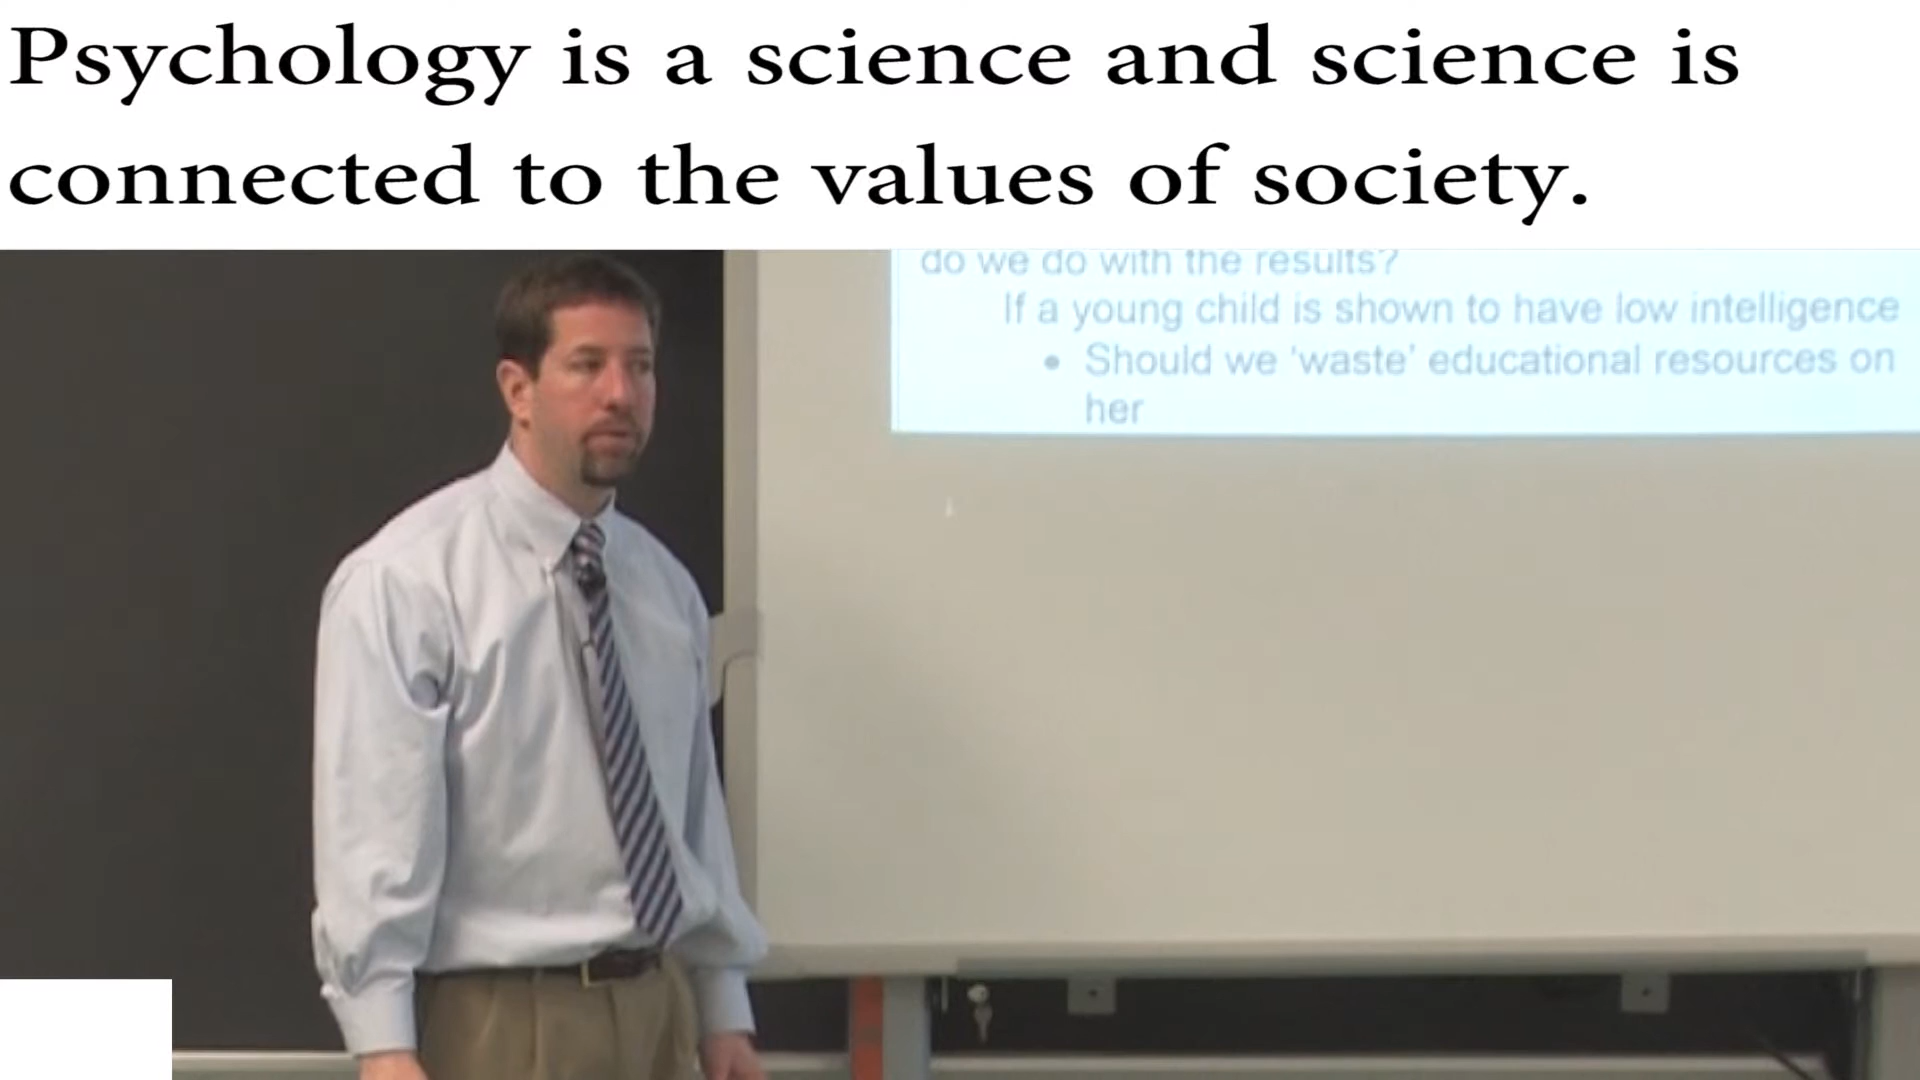 Psychology is a science and science is
connected to the values of society.
do we do with the results?
If a young child is shown to have low intelligence
• Should we 'waste' educational resources on
her